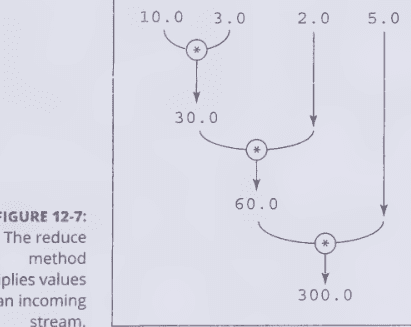 10.0 3.0 2.0 5.0
*
30.0
*
60.0
*
300.0
FIGURE 12-7:
The reduce
method
values
an incoming
stream.